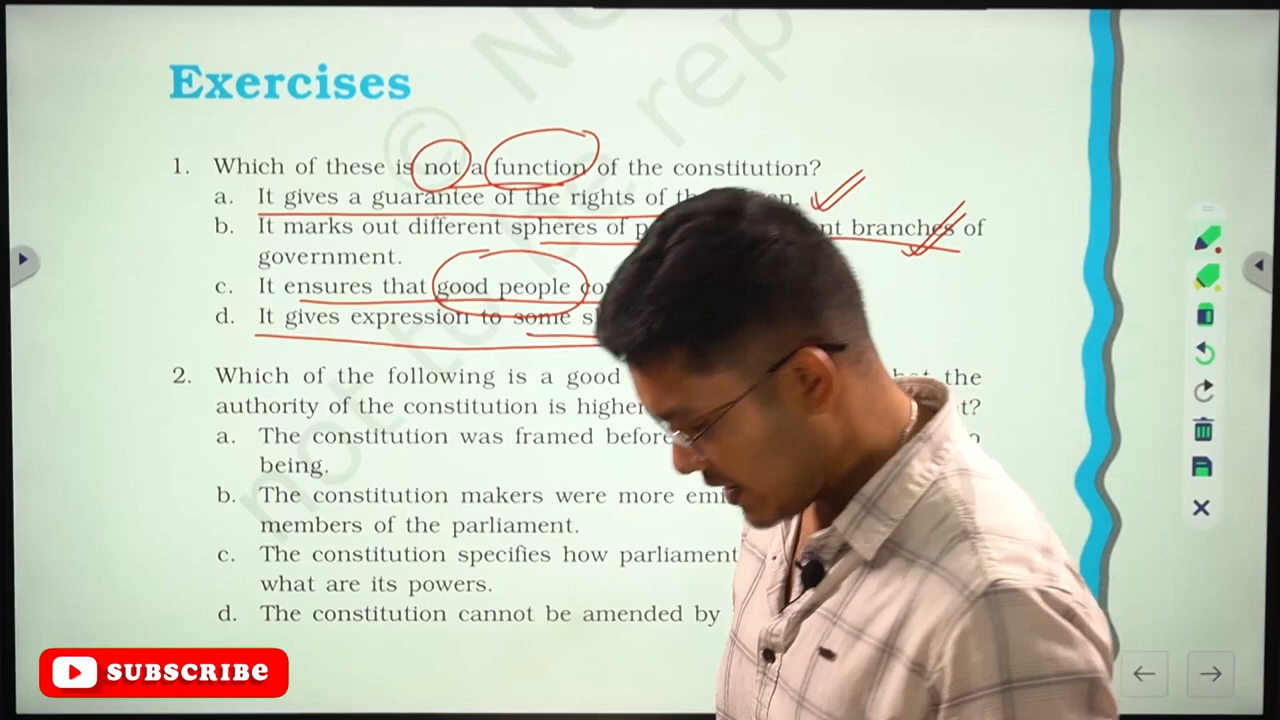 Exercises
1. Which of these is not a function of the constitution?
a. It gives a guarantee of the rights of the
b. It marks out different spheres of branches of
government.
c. It ensures that good people
d. It gives expression to some
2. Which of the following is a good the
authority of the constitution is higher
a. The constitution was framed before
being.
b. The constitution makers were more
members of the parliament.
c. The constitution specifies how parliament
what are its powers.
d. The constitution cannot be amended by
SUBSCRIBE
not to be rep